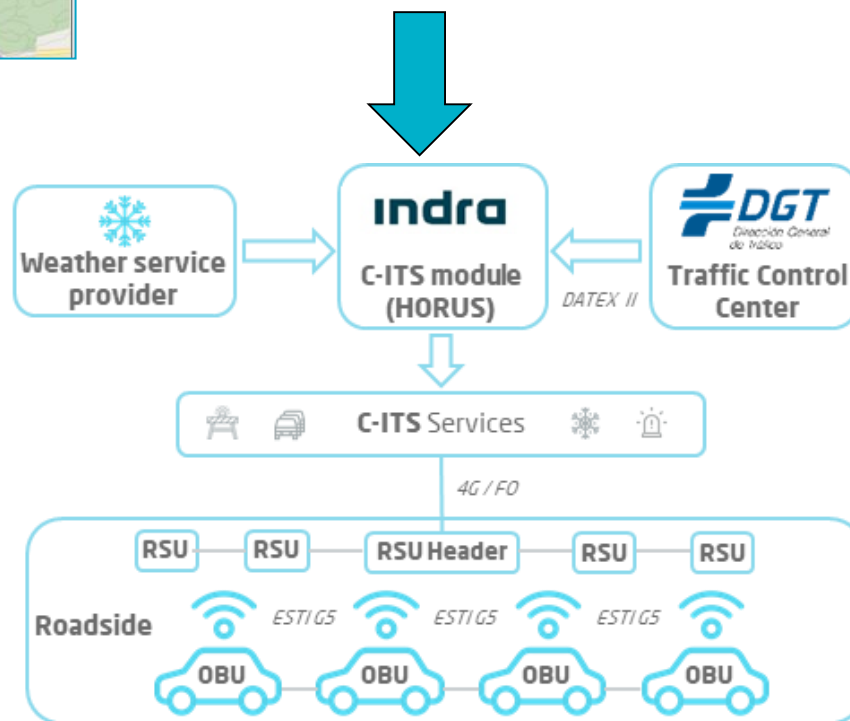 indra
DGT
Dirección General
de Tráfico
Weather service
provider
C-ITS module
(HORUS)
DATEX II
Traffic Control
Center
C-ITS Services
4G / FO
RSU
RSU
RSU Header
RSU
RSU
Roadside
ESTI G5
ESTI G5
ESTI G5
OBU
OBU
OBU
OBU